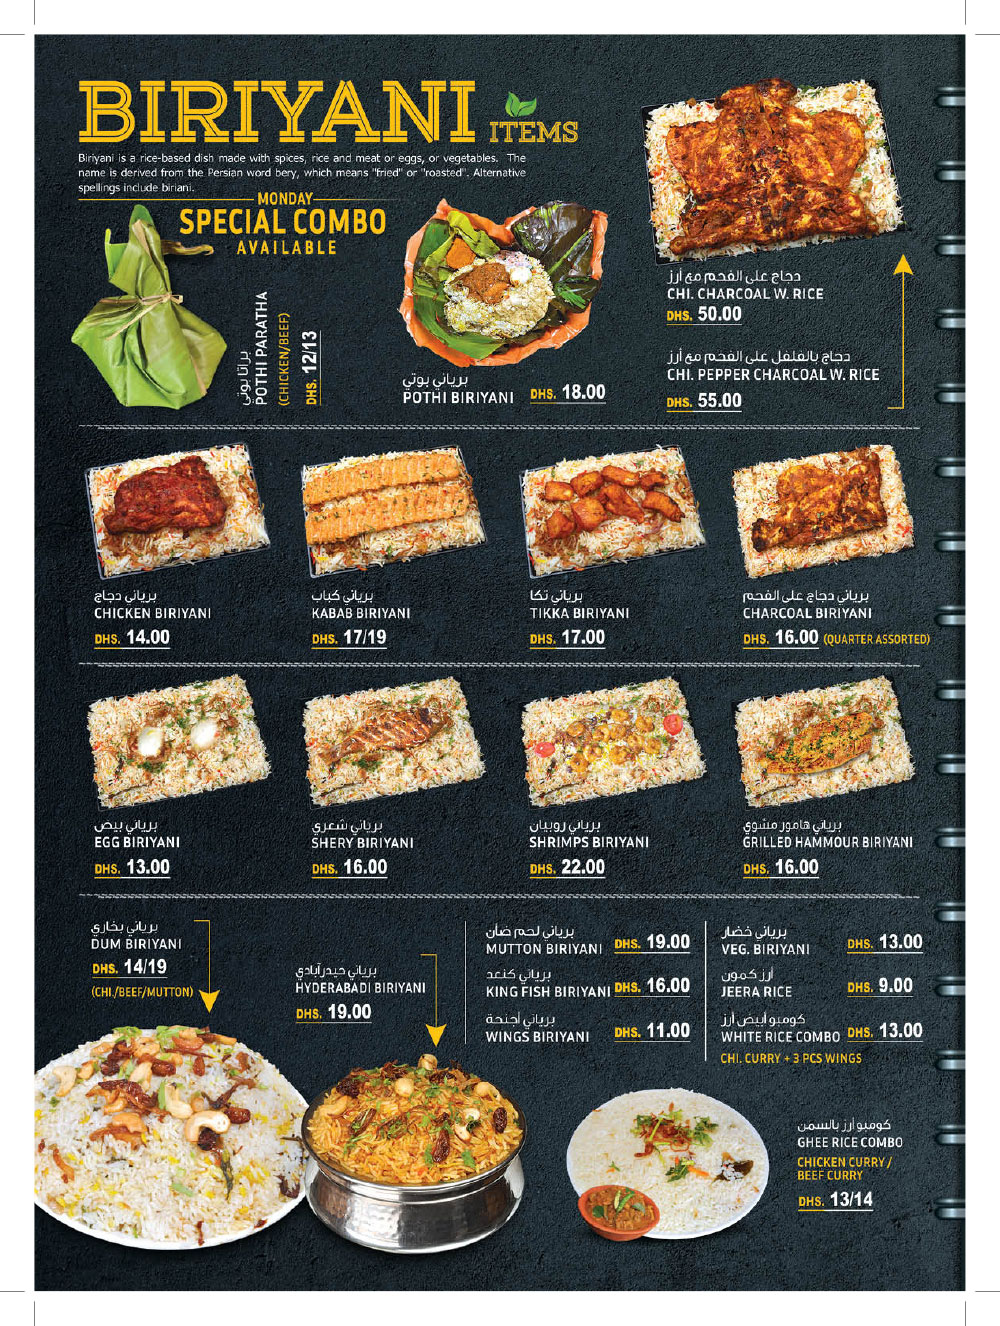 BIRIYANI ITEMS
Biriyani is a rice-based dish made with spices, rice and meat or eggs, or vegetables. The
name is derived from the Persian word bery, which means "fried" or "roasted". Alternative
spellings include biriani.
MONDAY
SPECIAL COMBO
AVAILABLE
براتا بوتي
POTHI PARATHA
(CHICKEN/BEEF)
DHS. 12/13
برياني بوتي
POTHI BIRIYANI
DHS. 18.00
دجاج على الفحم مع أرز
CHI. CHARCOAL W. RICE
DHS. 50.00
دجاج بالفلفل على الفحم مع أرز
CHI. PEPPER CHARCOAL W. RICE
DHS. 55.00
برياني دجاج
CHICKEN BIRIYANI
DHS. 14.00
برياني كباب
KABAB BIRIYANI
DHS. 17/19
برياني تكا
TIKKA BIRIYANI
DHS. 17.00
برياني دجاج على الفحم
CHARCOAL BIRIYANI
DHS. 16.00 (QUARTER ASSORTED)
برياني بيض
EGG BIRIYANI
DHS. 13.00
برياني شعري
SHERY BIRIYANI
DHS. 16.00
برياني روبيان
SHRIMPS BIRIYANI
DHS. 22.00
برياني هامور مشوي
GRILLED HAMMOUR BIRIYANI
DHS. 16.00
برياني بخاري
DUM BIRIYANI
DHS. 14/19
(CHI./BEEF/MUTTON)
برياني حيدرآبادي
HYDERABADI BIRIYANI
DHS. 19.00
برياني لحم ضان
MUTTON BIRIYANI DHS. 19.00
برياني كنعد
KING FISH BIRIYANI DHS. 16.00
برياني أجنحة
WINGS BIRIYANI DHS. 11.00
برياني خضار
VEG. BIRIYANI DHS. 13.00
أرز كمون
JEERA RICE DHS. 9.00
كومبو أبيض أرز
WHITE RICE COMBO DHS. 13.00
CHI. CURRY + 3 PCS WINGS
كومبو أرز بالسمن
GHEE RICE COMBO
CHICKEN CURRY /
BEEF CURRY
DHS. 13/14